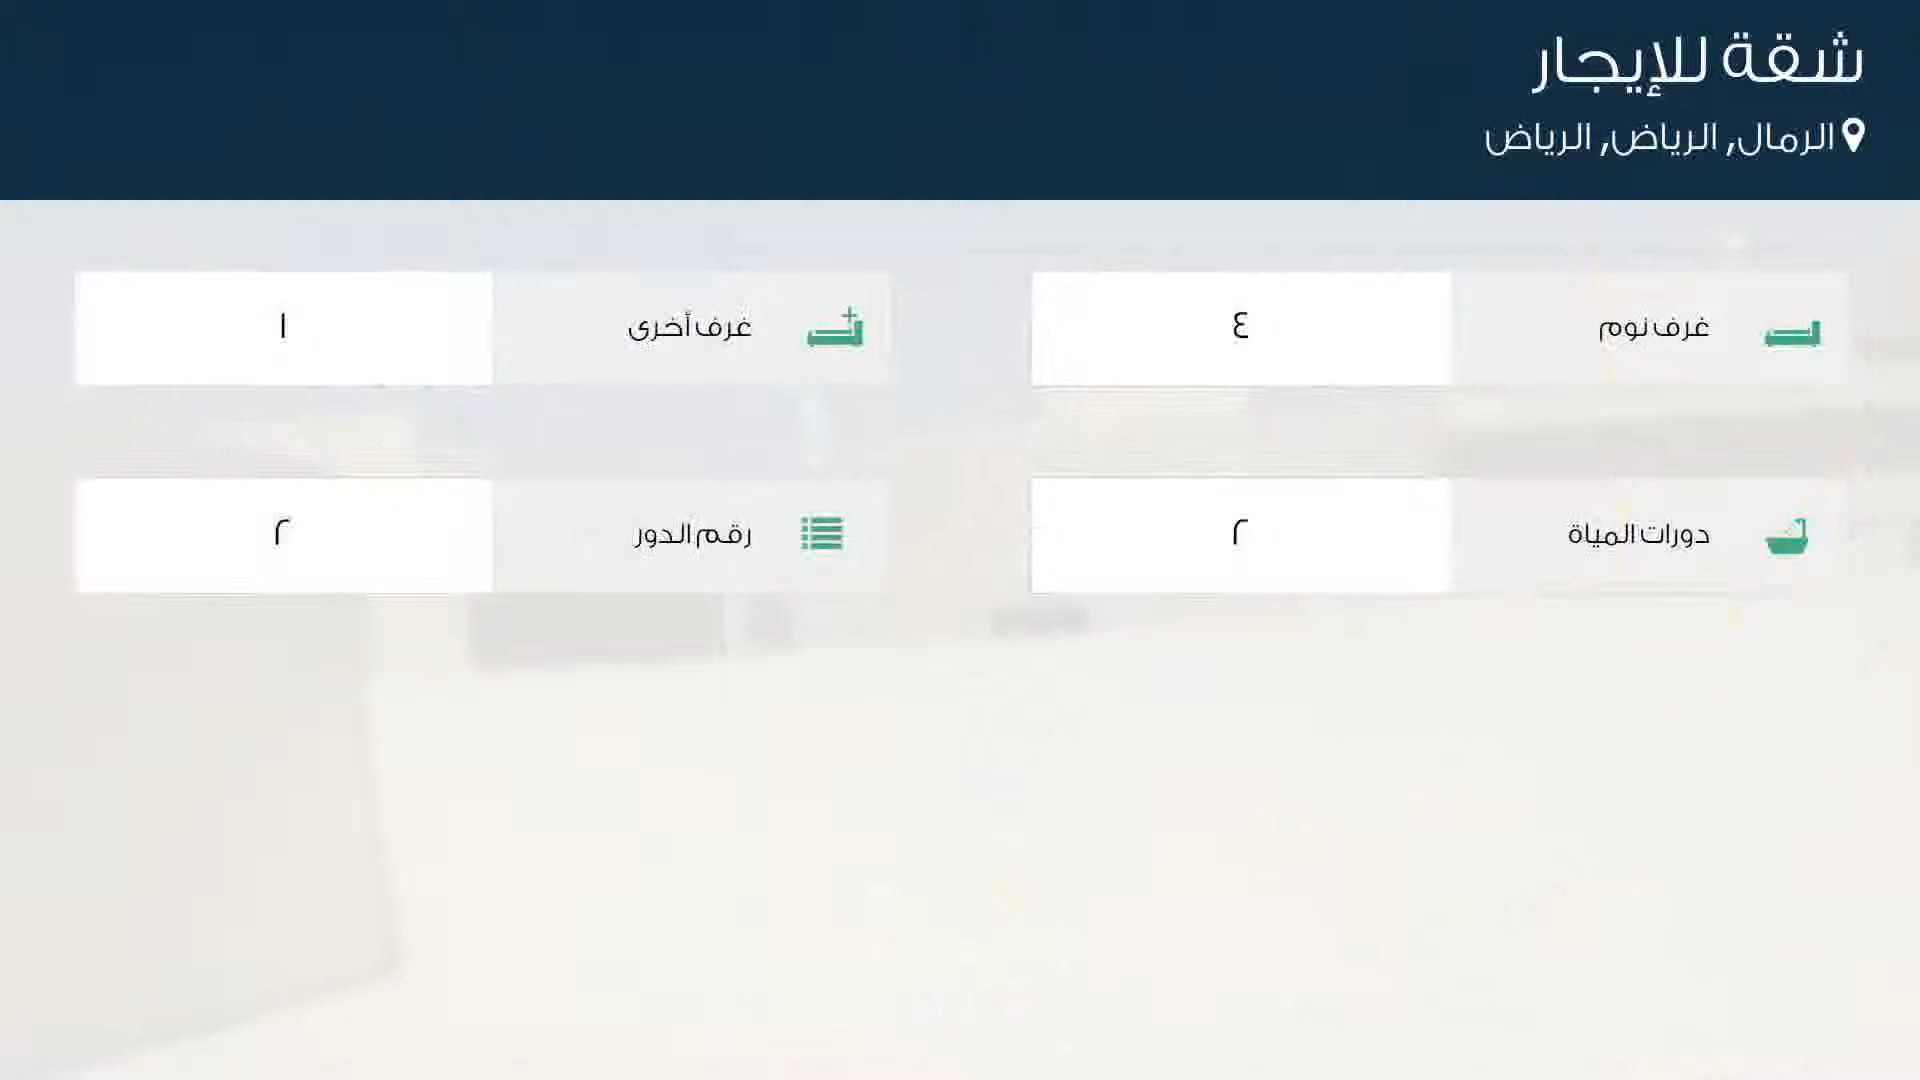 شقة للإيجار
الرمال, الرياض, الرياض
غرف نوم
٤
غرف أخرى
١
دورات المياة
٢
رقم الدور
٢